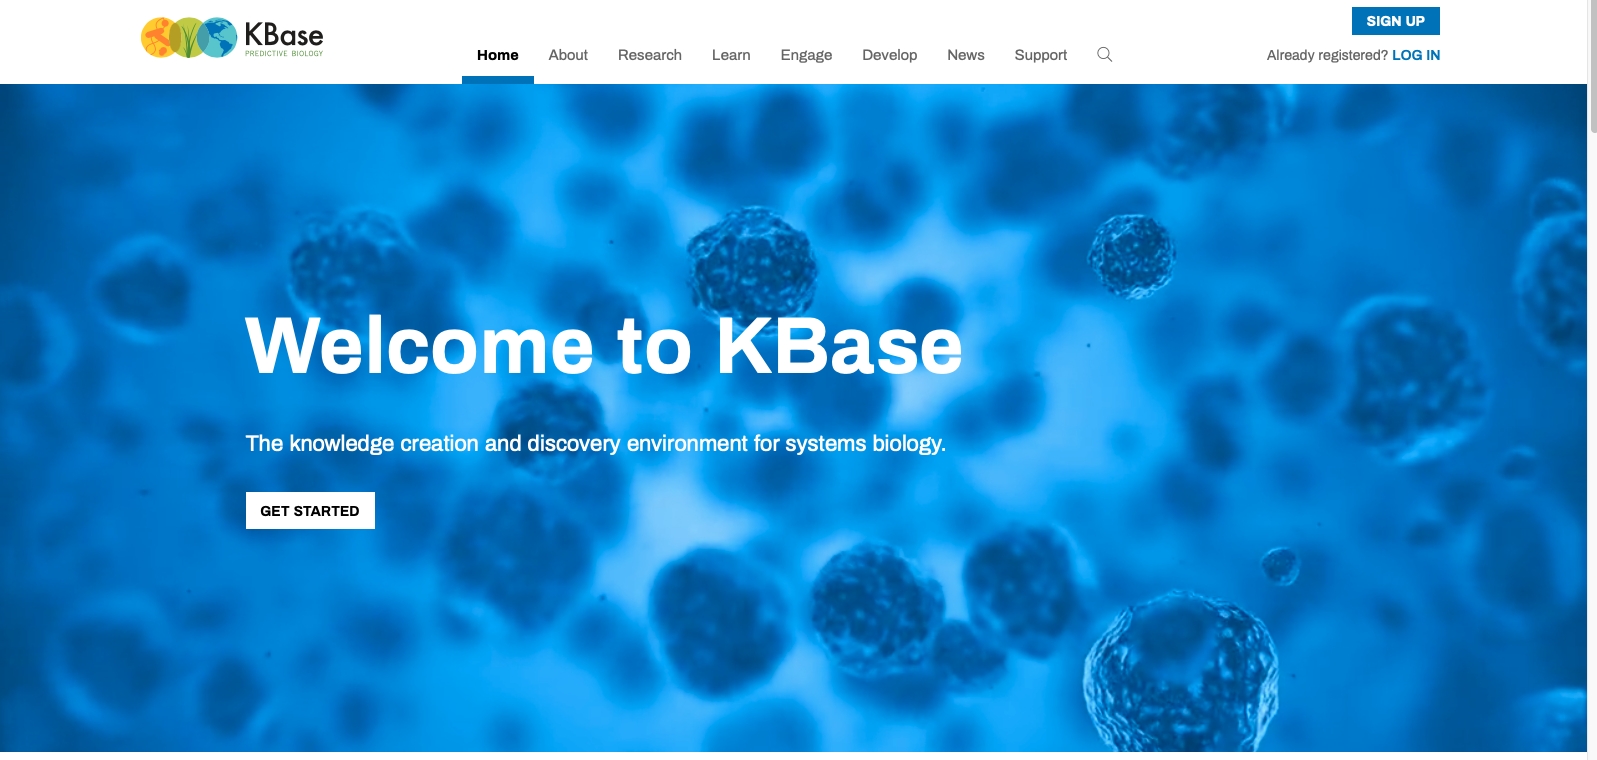 KBase
PREDICTIVE BIOLOGY
SIGN UP
Home About Research Learn Engage Develop News Support
Already registered? LOG IN
Welcome to KBase
The knowledge creation and discovery environment for systems biology.
GET STARTED